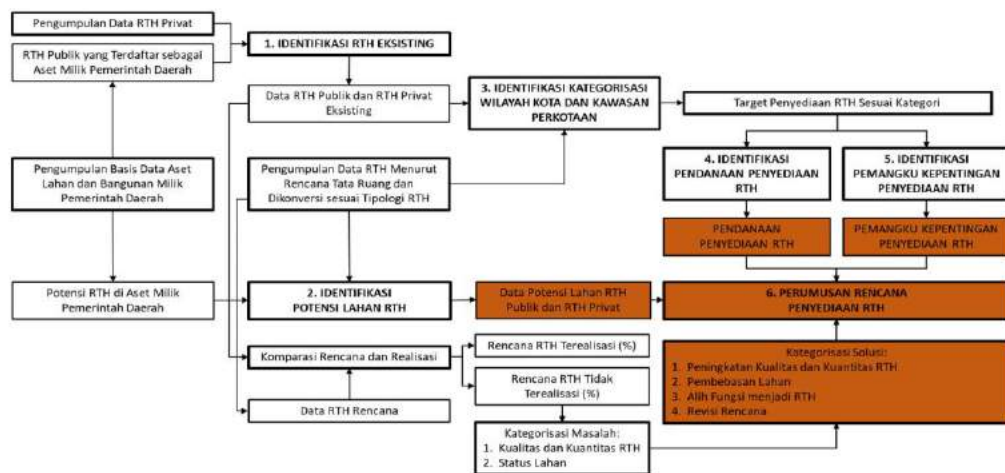 Pengumpulan Data RTH Privat
RTH Publik yang Terdaftar sebagai
Aset Milik Pemerintah Daerah
Pengumpulan Basis Data Aset
Lahan dan Bangunan Milik
Pemerintah Daerah
Potensi RTH di Aset Milik
Pemerintah Daerah
1. IDENTIFIKASI RTH EKSISTING
Data RTH Publik dan RTH Privat
Eksisting
Pengumpulan Data RTH Menurut
Rencana Tata Ruang dan
Dikonversi sesuai Tipologi RTH
2. IDENTIFIKASI
POTENSI LAHAN RTH
Komparasi Rencana dan Realisasi
Data RTH Rencana
3. IDENTIFIKASI KATEGORISASI
WILAYAH KOTA DAN KAWASAN
PERKOTAAN
Data Potensi Lahan RTH
Publik dan RTH Privat
Rencana RTH Terealisasi (%)
Rencana RTH Tidak
Terealisasi (%)
Kategorisasi Masalah:
1. Kualitas dan Kuantitas RTH
2. Status Lahan
Target Penyediaan RTH Sesuai Kategori
4. IDENTIFIKASI
PENDANAAN PENYEDIAAN
RTH
5. IDENTIFIKASI
PEMANGKU KEPENTINGAN
PENYEDIAAN RTH
PENDANAAN
PENYEDIAAN RTH
PEMANGKU KEPENTINGAN
PENYEDIAAN RTH
6. PERUMUSAN RENCANA
PENYEDIAAN RTH
Kategorisasi Solusi:
1. Peningkatan Kualitas dan Kuantitas RTH
2. Pembebasan Lahan
3. Alih Fungsi menjadi RTH
4. Revisi Rencana